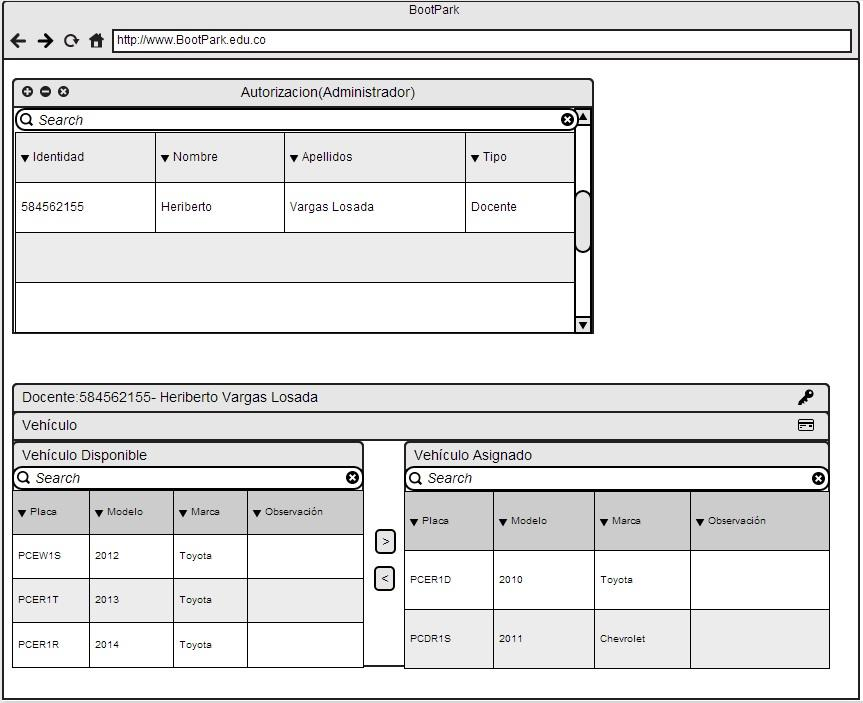 BootPark
http://www.BootPark.edu.co
Autorizacion(Administrador)
Search
Identidad Nombre Apellidos Tipo
584562155 Heriberto Vargas Losada Docente
Docente:584562155- Heriberto Vargas Losada
Vehículo
Vehículo Disponible
Search
Placa Modelo Marca Observación
PCEW1S 2012 Toyota
PCER1T 2013 Toyota
PCER1R 2014 Toyota
>
<
Vehículo Asignado
Search
Placa Modelo Marca Observación
PCER1D 2010 Toyota
PCDR1S 2011 Chevrolet